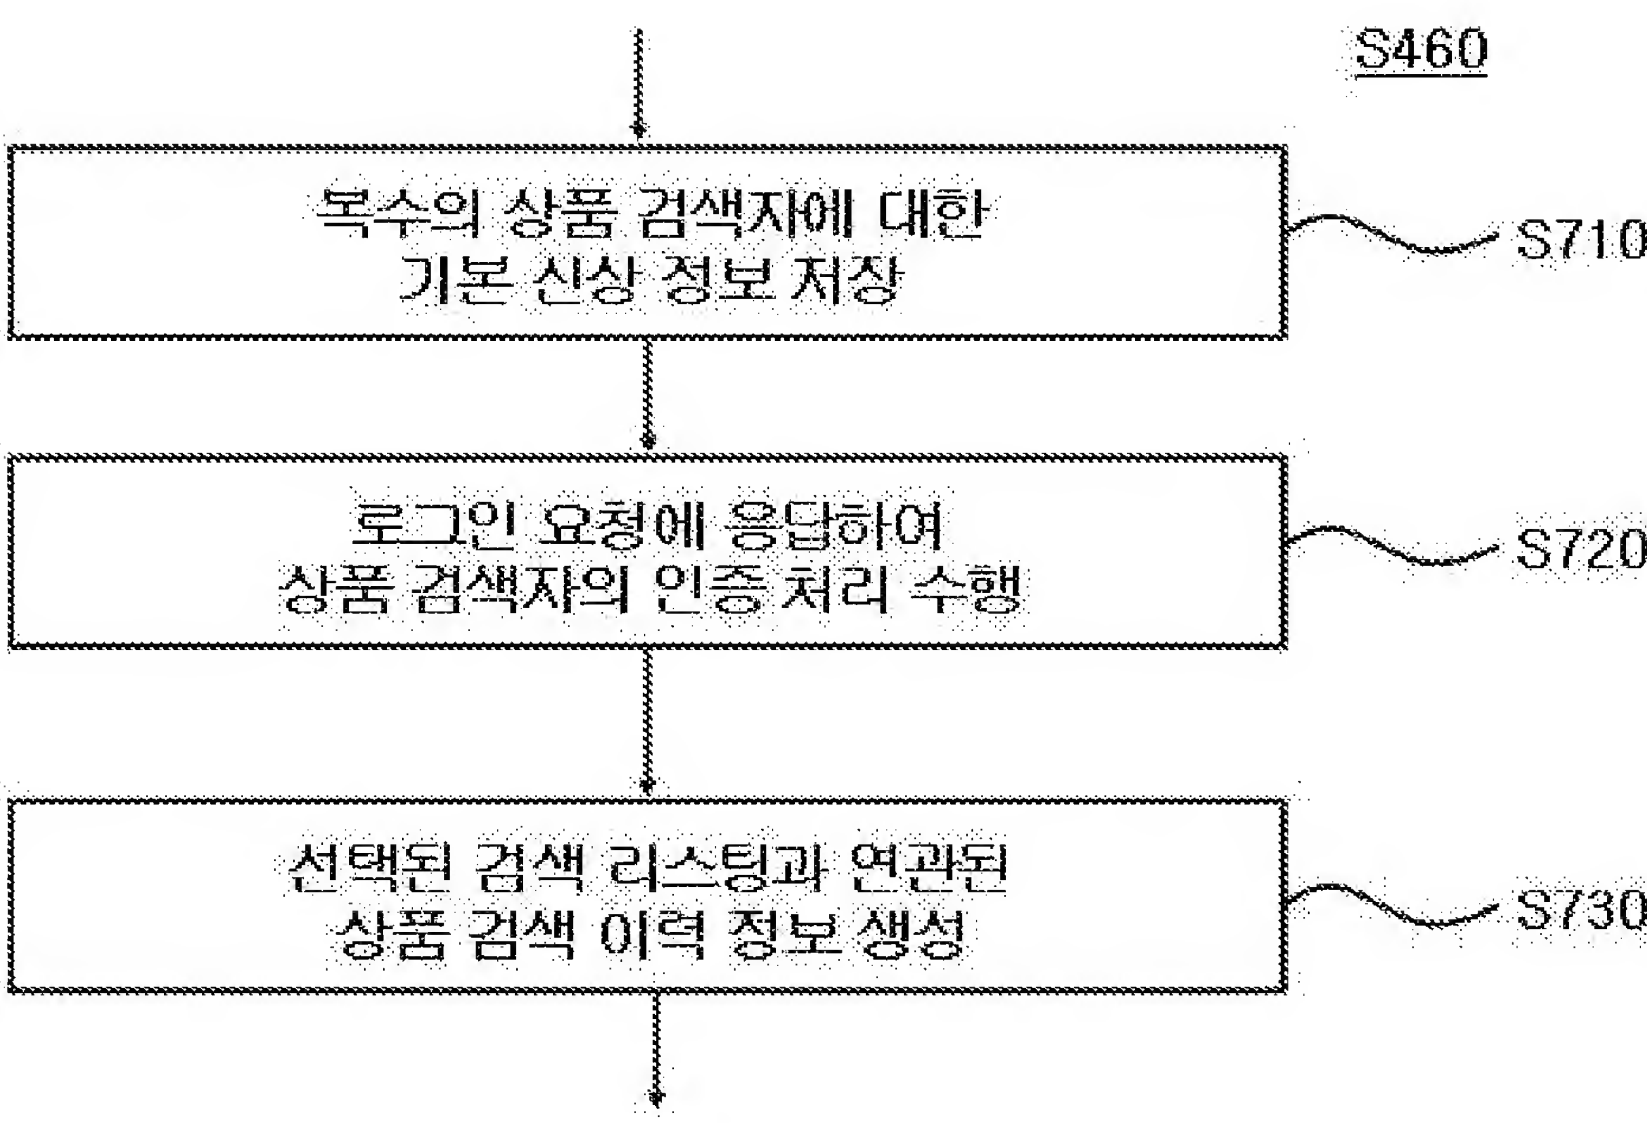 S460
복수의 상품 검색자에 대한
기본 신상 정보 저장
S710
로그인 요청에 응답하여
상품 검색자의 인증 처리 수행
S720
선택된 검색 리스팅과 연관된
상품 검색 이력 정보 생성
S730